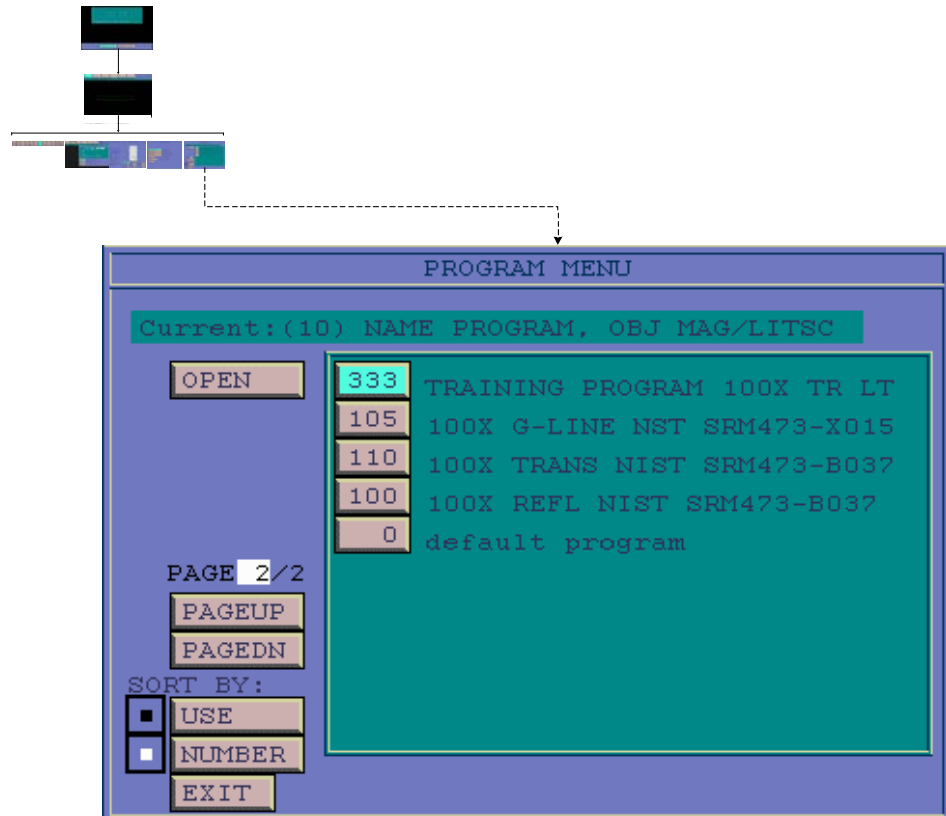 PROGRAM MENU
Current:(10) NAME PROGRAM, OBJ MAG/LITSC
OPEN
333 TRAINING PROGRAM 100X TR LT
105 100X G-LINE NST SRM473-X015
110 100X TRANS NIST SRM473-B037
100 100X REFL NIST SRM473-B037
0 default program
PAGE 2/2
PAGEUP
PAGEDN
SORT BY:
USE
NUMBER
EXIT